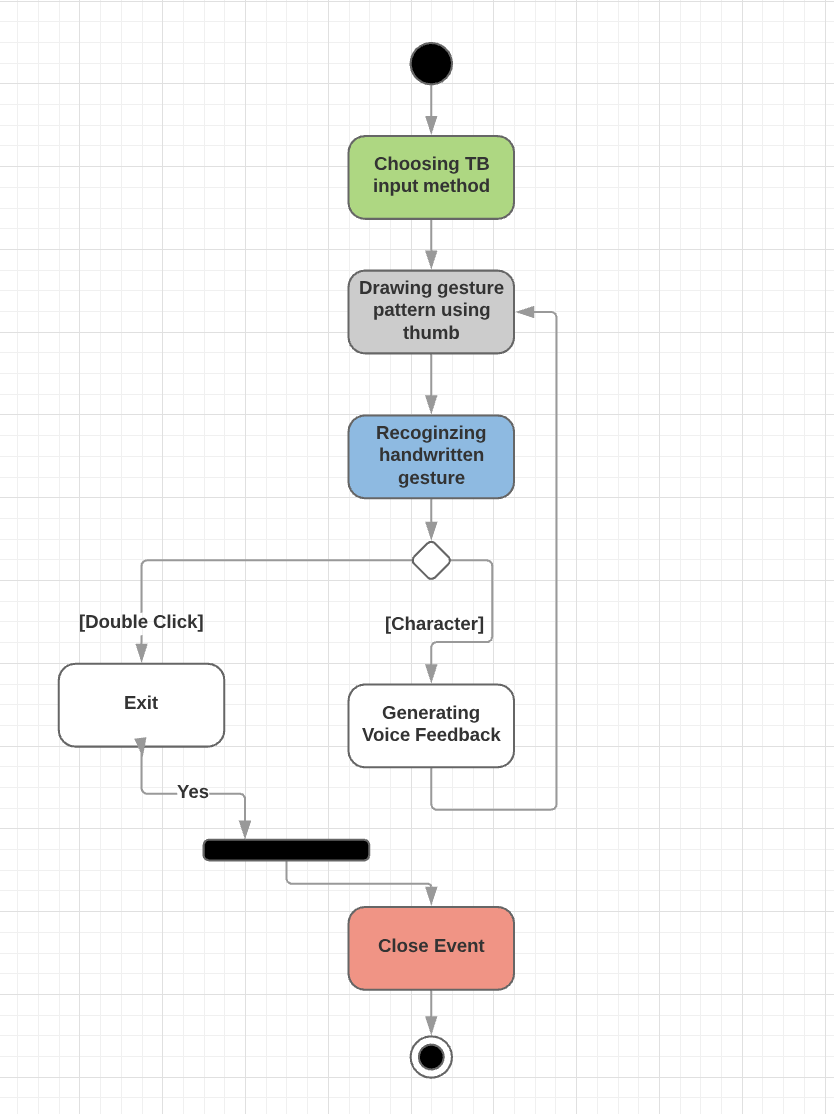 Choosing TB
input method
Drawing gesture
pattern using
thumb
Recoginzing
handwritten
gesture
[Double Click]
[Character]
Exit
Generating
Voice Feedback
Yes
Close Event